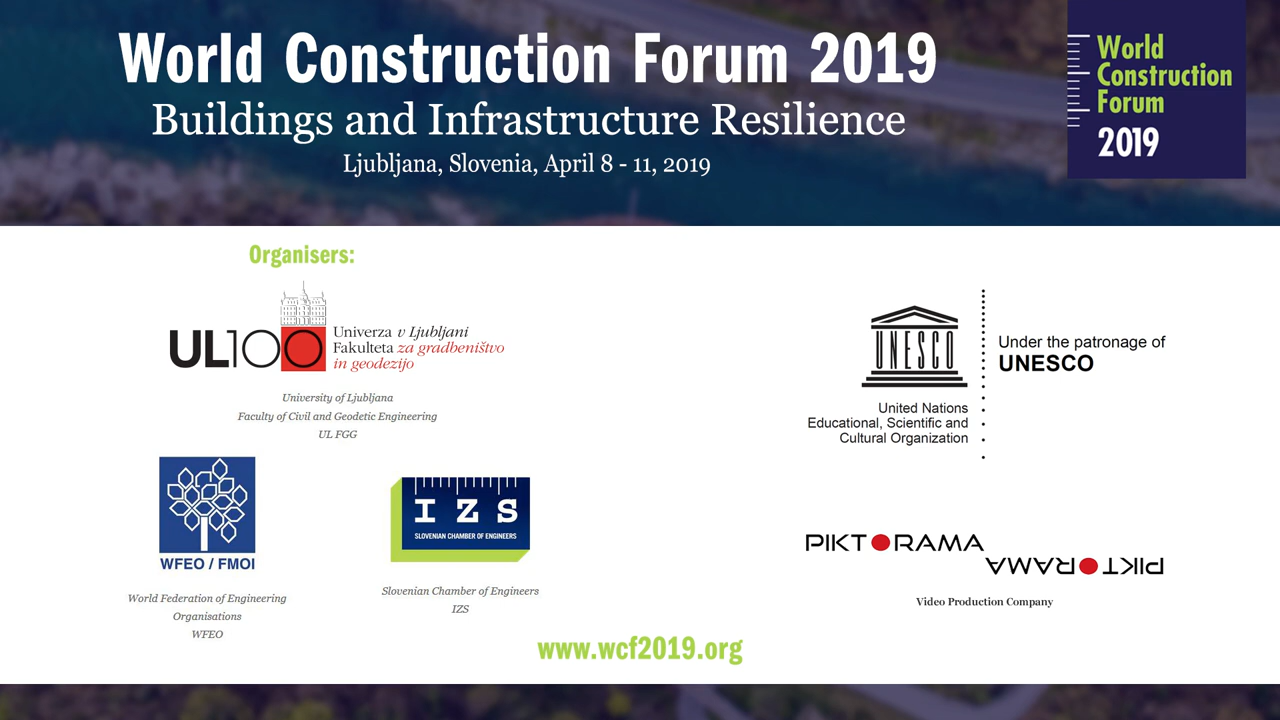 World Construction Forum 2019
Buildings and Infrastructure Resilience
Ljubljana, Slovenia, April 8 - 11, 2019
World
Construction
Forum
2019
Organisers:
UL100
Univerza v Ljubljani
Fakulteta za gradbeništvo
in geodezijo
University of Ljubljana
Faculty of Civil and Geodetic Engineering
UL FGG
WFEO / FMOI
World Federation of Engineering
Organisations
WFEO
I Z S
SLOVENIAN CHAMBER OF ENGINEERS
Slovenian Chamber of Engineers
IZS
UNESCO
United Nations
Educational, Scientific and
Cultural Organization
Under the patronage of
UNESCO
PIKTORAMA
PIKTORAMA
Video Production Company
www.wcf2019.org